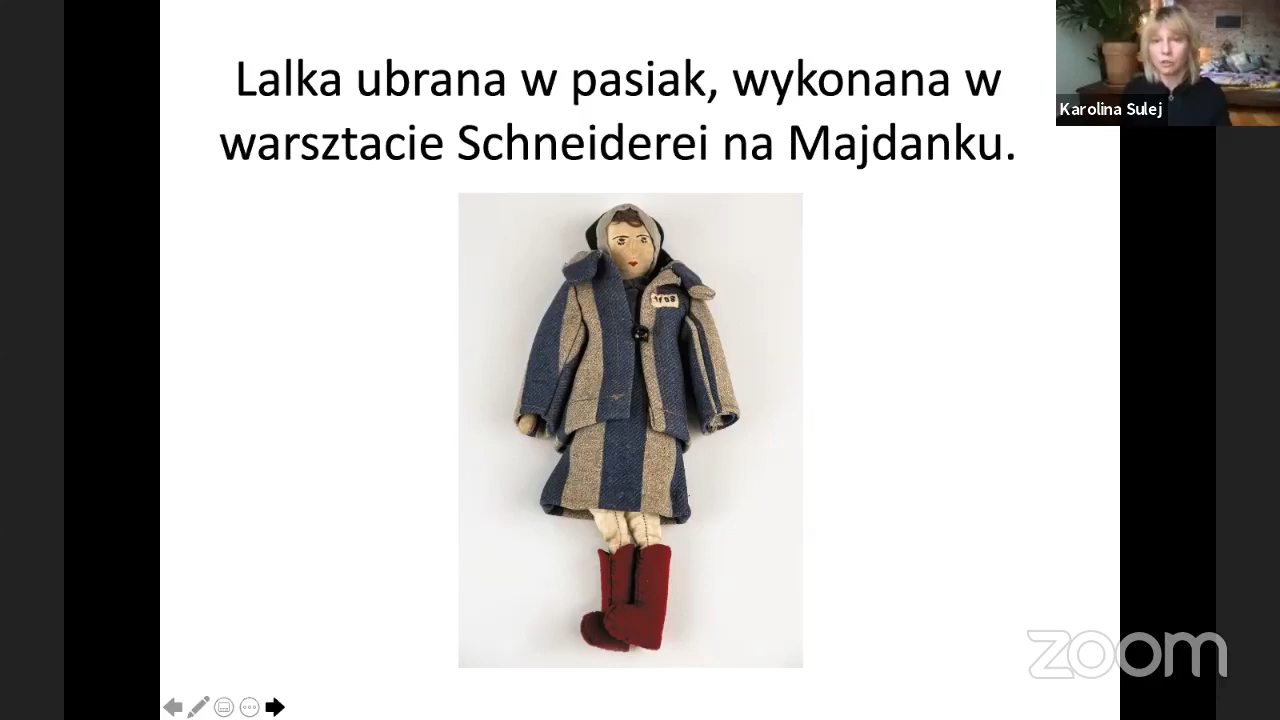 Lalka ubrana w pasiak, wykonana w
warsztacie Schneiderei na Majdanku.
Karolina Sulej
zoom